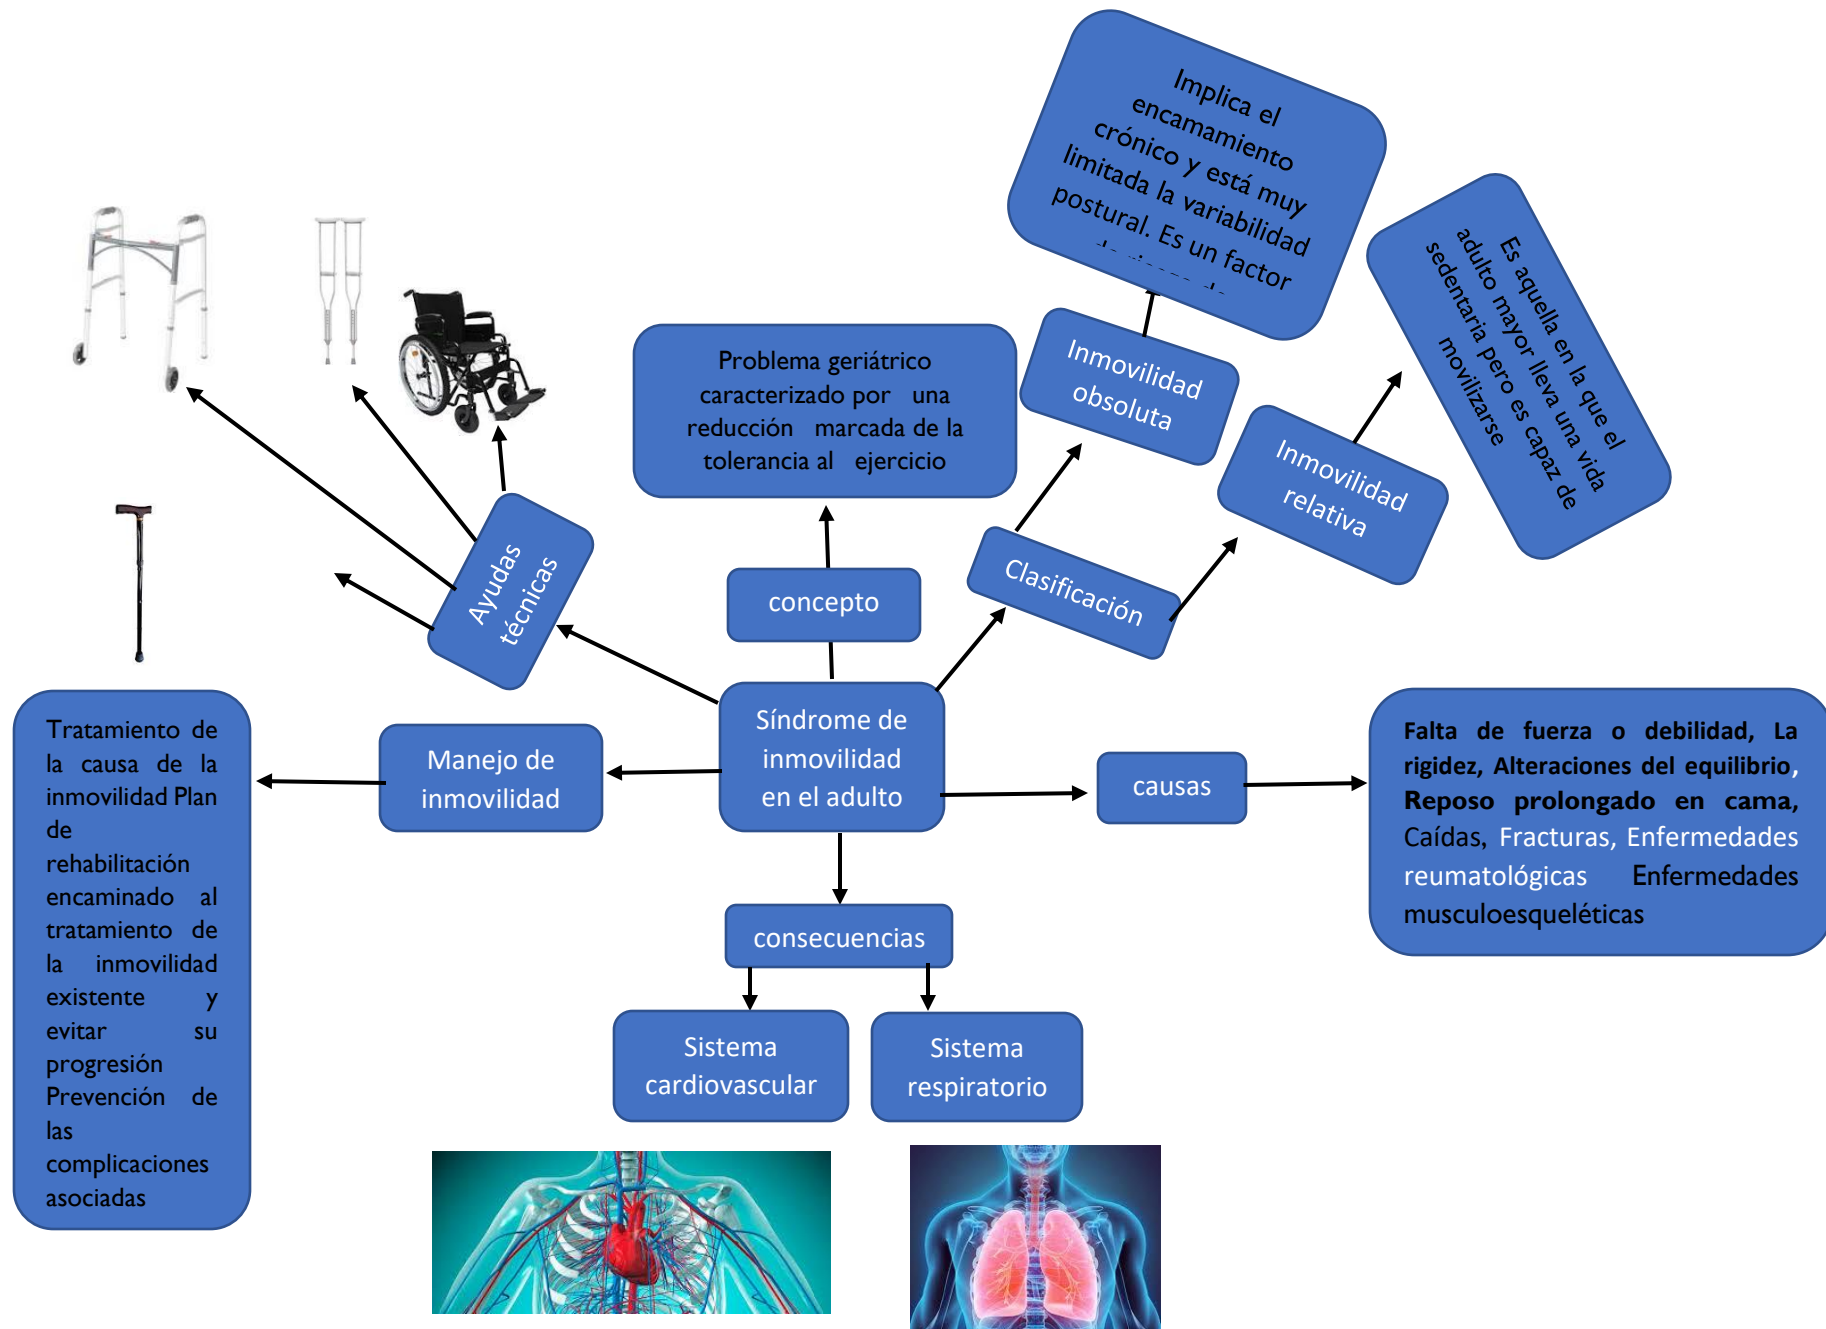 Implica el
encamamiento
crónico y está muy
limitada la variabilidad
postural. Es un factor
Es aquella en la que el
adulto mayor lleva una vida
sedentaria pero es capaz de
movilizarse
Problema geriátrico
caracterizado por una
reducción marcada de la
tolerancia al ejercicio
Inmovilidad
obsoluta
Inmovilidad
relativa
Ayudas
técnicas
concepto
Clasificación
Síndrome de
inmovilidad
en el adulto
Manejo de
inmovilidad
Tratamiento de
la causa de la
inmovilidad Plan
de
rehabilitación
encaminado al
tratamiento de
la inmovilidad
existente y
evitar su
progresión
Prevención de
las
complicaciones
asociadas
causas
Falta de fuerza o debilidad, La
rigidez, Alteraciones del equilibrio,
Reposo prolongado en cama,
Caídas, Fracturas, Enfermedades
reumatológicas Enfermedades
musculoesqueléticas
consecuencias
Sistema
cardiovascular
Sistema
respiratorio